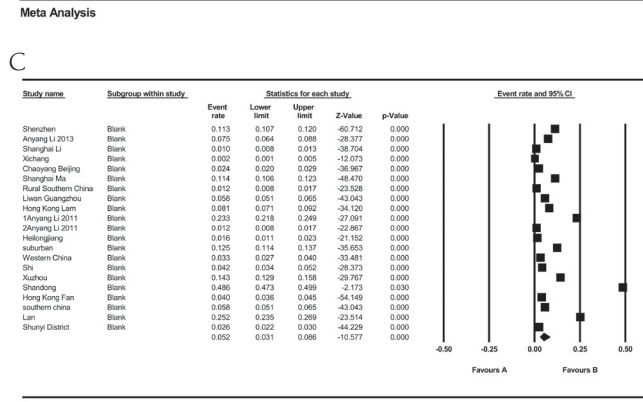 Meta Analysis
C
Study name Subgroup within study Statistics for each study Event rate and 95% CI
Event rate Lower limit Upper limit Z-Value p-Value
Shenzhen Blank 0.113 0.107 0.120 -60.712 0.000
Anyang Li 2013 Blank 0.075 0.064 0.088 -28.377 0.000
Shanghai Li Blank 0.010 0.008 0.013 -38.704 0.000
Xichang Blank 0.002 0.001 0.005 -12.073 0.000
Chaoyang Beijing Blank 0.024 0.020 0.029 -36.967 0.000
Shanghai Ma Blank 0.114 0.106 0.123 -48.470 0.000
Rural Southern China Blank 0.012 0.008 0.017 -23.528 0.000
Liwan Guangzhou Blank 0.058 0.051 0.065 -43.043 0.000
Hong Kong Lam Blank 0.081 0.071 0.092 -34.120 0.000
1Anyang Li 2011 Blank 0.233 0.218 0.249 -27.091 0.000
2Anyang Li 2011 Blank 0.012 0.008 0.017 -22.867 0.000
Heilongjiang Blank 0.016 0.011 0.023 -21.152 0.000
suburban Blank 0.125 0.114 0.137 -35.653 0.000
Western China Blank 0.033 0.027 0.040 -33.481 0.000
Shi Blank 0.042 0.034 0.052 -28.373 0.000
Xuzhou Blank 0.143 0.129 0.158 -29.767 0.000
Shandong Blank 0.486 0.473 0.499 -2.173 0.030
Hong Kong Fan Blank 0.040 0.036 0.045 -54.149 0.000
southern china Blank 0.058 0.051 0.065 -43.043 0.000
Lan Blank 0.252 0.235 0.269 -23.514 0.000
Shunyi District Blank 0.026 0.022 0.030 -44.229 0.000
0.052 0.031 0.086 -10.577 0.000
-0.50 -0.25 0.00 0.25 0.50
Favours A Favours B